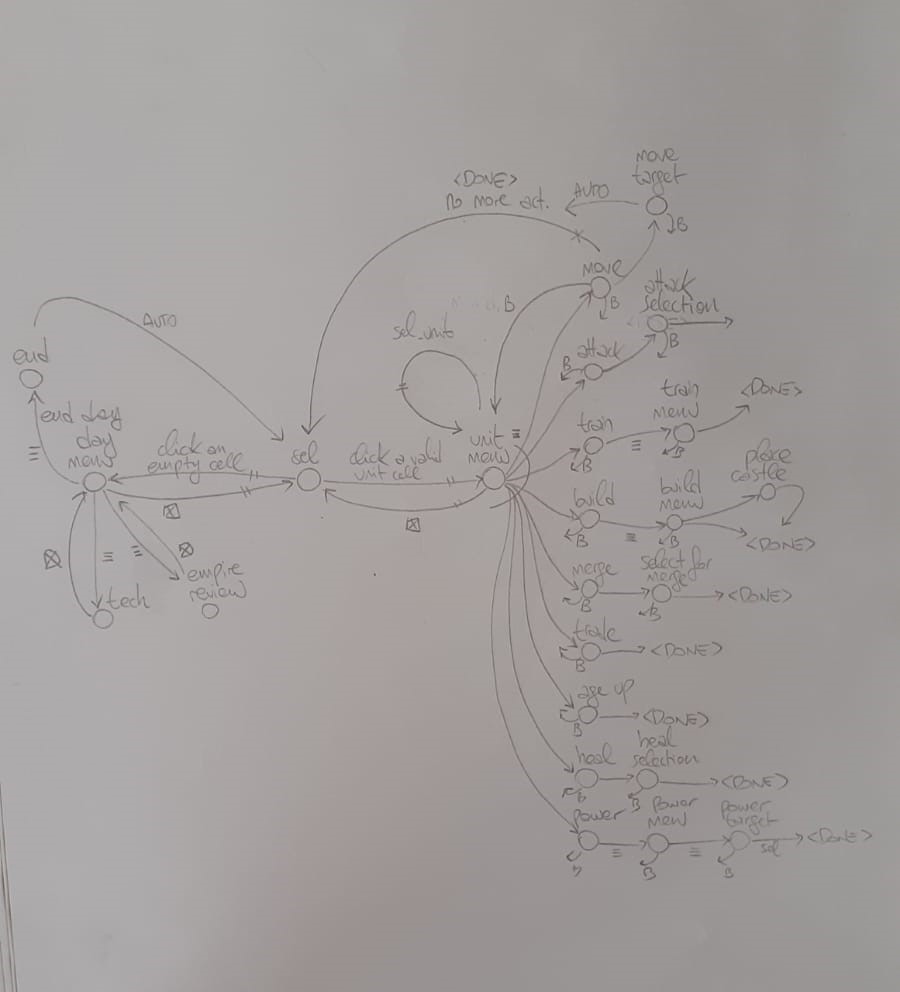 move
target
<DONE>
no more act.
AUTO
B
move
B
attack
selection
B
B
sel. unit
AUTO
end
attack
B
train
menu
<DONE>
end day
day
menu
click on
empty cell
sel
click a valid
unit cell
unit
menu
train
B
B
place
castle
build
menu
build
B
B
<DONE>
merge
select for
merge
B
B
<DONE>
empire
review
tech
trade
B
<DONE>
age up
B
<DONE>
heal
heal
selection
B
B
<DONE>
power
power
menu
power
target
sel
<DONE>
B
B